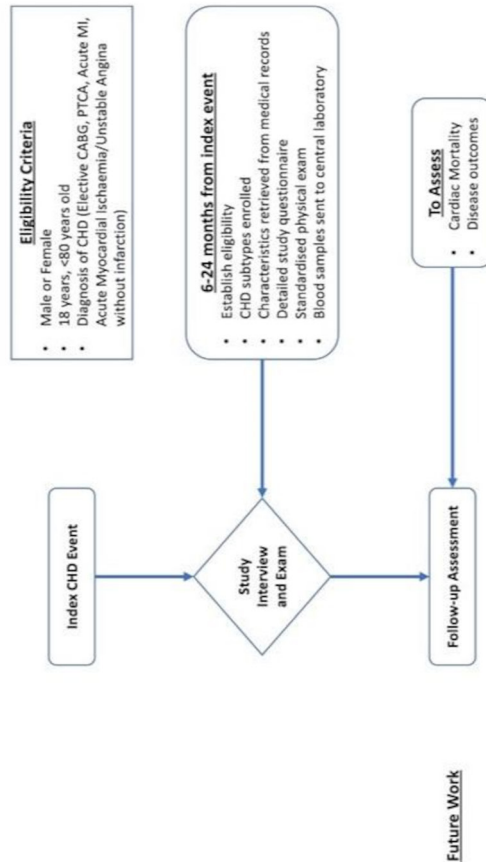 Eligibility Criteria
• Male or Female
• 18 years, <80 years old
• Diagnosis of CHD (Elective CABG, PTCA, Acute MI,
Acute Myocardial Ischaemia/Unstable Angina
without infarction)
Index CHD Event
6-24 months from index event
• Establish eligibility
• CHD subtypes enrolled
• Characteristics retrieved from medical records
• Detailed study questionnaire
• Standardised physical exam
• Blood samples sent to central laboratory
Study
Interview
and Exam
To Assess
• Cardiac Mortality
• Disease outcomes
Follow-up Assessment
Future Work